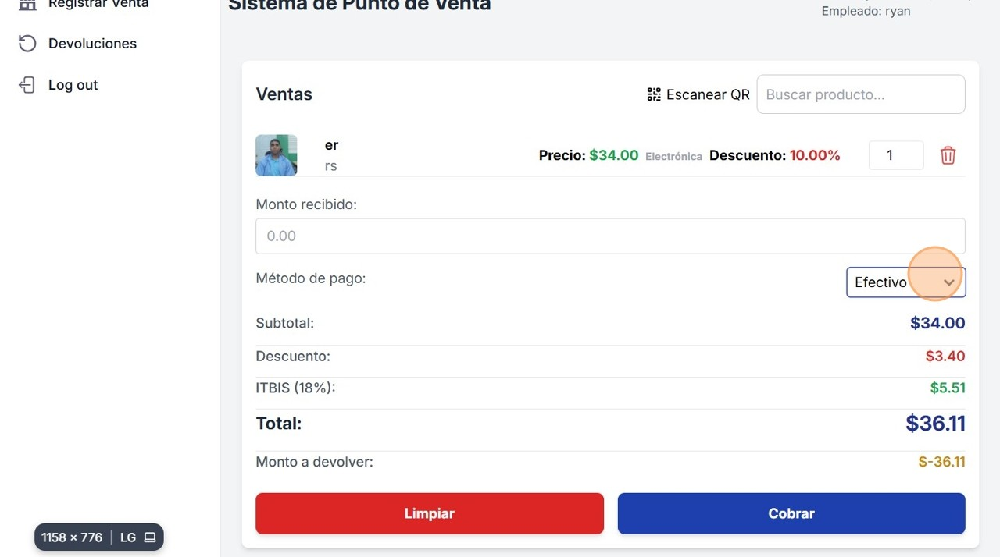 Registrar Venta
Devoluciones
Log out
Sistema de Punto de Venta
Empleado: ryan
Ventas
Escanear QR
Buscar producto...
er
rs
Precio: $34.00 Electrónica Descuento: 10.00%
1
Monto recibido:
0.00
Método de pago:
Efectivo
Subtotal:
$34.00
Descuento:
$3.40
ITBIS (18%):
$5.51
Total:
$36.11
Monto a devolver:
$-36.11
Limpiar
Cobrar
1158 × 776 | LG